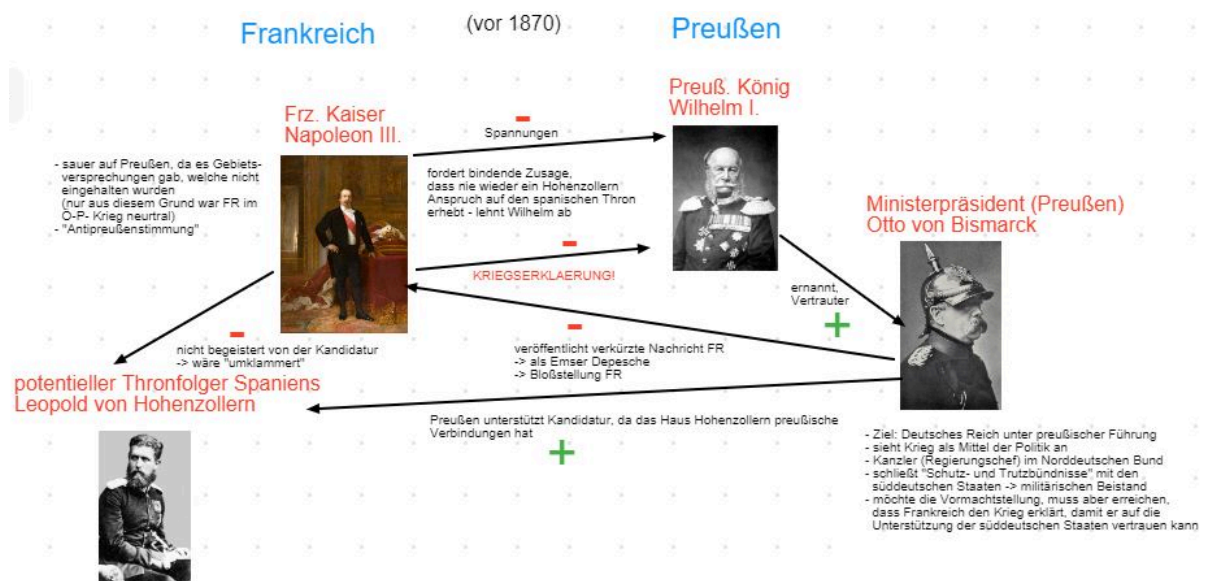 Frankreich
(vor 1870)
Preußen
Frz. Kaiser
Napoleon III.
Preuß. König
Wilhelm I.
Spannungen
- sauer auf Preußen, da es Gebiets-
versprechungen gab, welche nicht
eingehalten wurden
(nur aus diesem Grund war FR im
Ö-P- Krieg neurtral)
- "Antipreußenstimmung"
fordert bindende Zusage,
dass nie wieder ein Hohenzollern
Anspruch auf den spanischen Thron
erhebt - lehnt Wilhelm ab
Ministerpräsident (Preußen)
Otto von Bismarck
KRIEGSERKLAERUNG!
ernannt,
Vertrauter
nicht begeistert von der Kandidatur
-> wäre "umklammert"
veröffentlicht verkürzte Nachricht FR
-> als Emser Depesche
-> Bloßstellung FR
potentieller Thronfolger Spaniens
Leopold von Hohenzollern
Preußen unterstützt Kandidatur, da das Haus Hohenzollern preußische
Verbindungen hat
- Ziel: Deutsches Reich unter preußischer Führung
- sieht Krieg als Mittel der Politik an
- Kanzler (Regierungschef) im Norddeutschen Bund
- schließt "Schutz- und Trutzbündnisse" mit den
süddeutschen Staaten -> militärischen Beistand
- möchte die Vormachtstellung, muss aber erreichen,
dass Frankreich den Krieg erklärt, damit er auf die
Unterstützung der süddeutschen Staaten vertrauen kann